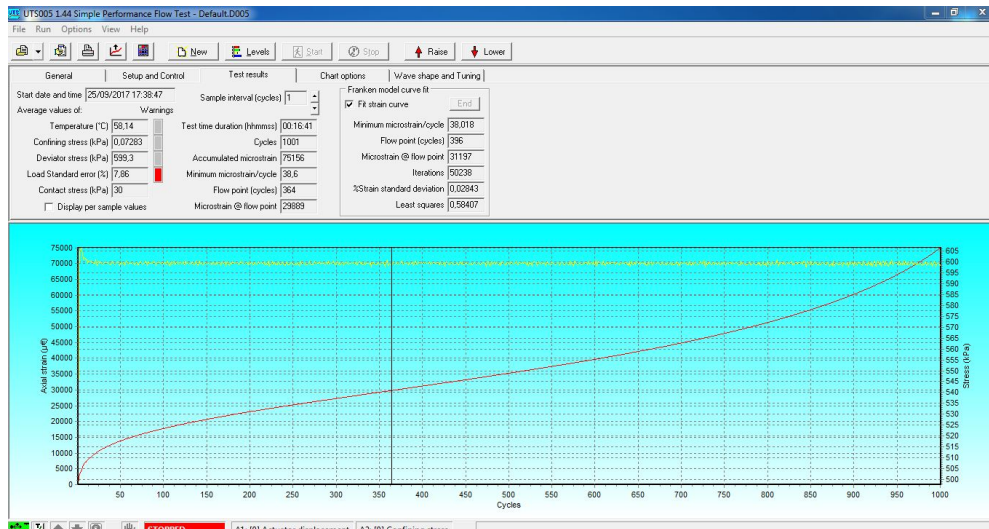 UTS005 1.44 Simple Performance Flow Test - Default.D005
File Run Options View Help
New Levels Start Stop Raise Lower
General Setup and Control Test results Chart options Wave shape and Tuning
Start date and time 25/09/2017 17:38:47
Average values of: Warnings
Temperature (°C) 58,14
Confining stress (kPa) 0,07283
Deviator stress (kPa) 599,3
Load Standard error (%) 7,86
Contact stress (kPa) 30
Display per sample values
Sample interval (cycles) 1
Test time duration (hhmmss) 00:16:41
Cycles 1001
Accumulated microstrain 75156
Minimum microstrain/cycle 38,6
Flow point (cycles) 364
Microstrain @ flow point 29889
Franken model curve fit
Fit strain curve End
Minimum microstrain/cycle 38,018
Flow point (cycles) 396
Microstrain @ flow point 31197
Iterations 50238
%Strain standard deviation 0,02843
Least squares 0,58407
Axial strain (µε)
75000
70000
65000
60000
55000
50000
45000
40000
35000
30000
25000
20000
15000
10000
5000
0
605
600
595
590
585
580
575
570
565
560
555
550
545
540
535
530
525
520
515
510
505
500
Stress (kPa)
50 100 150 200 250 300 350 400 450 500 550 600 650 700 750 800 850 900 950 1000
Cycles
STOPPED